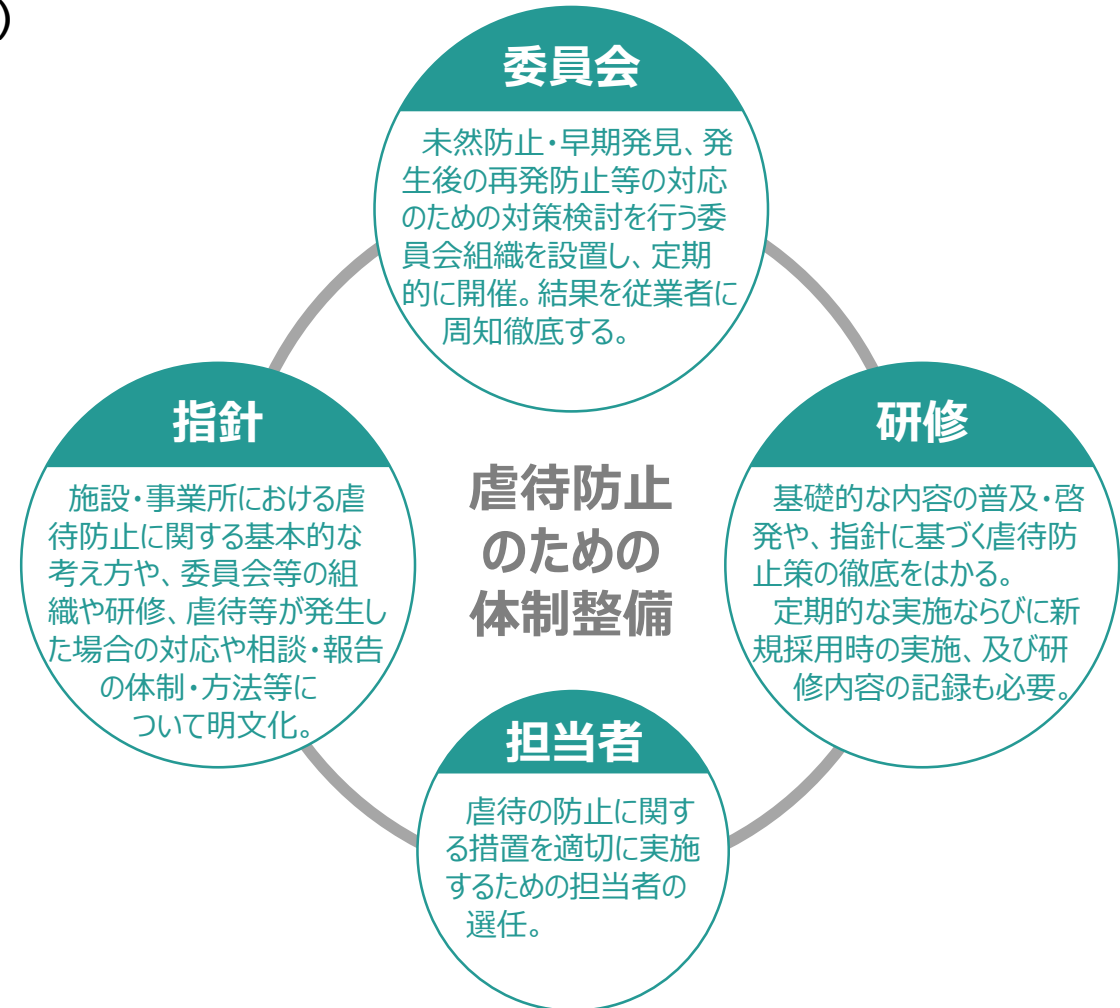 )
委員会
未然防止・早期発見、発
生後の再発防止等の対応
のための対策検討を行う委
員会組織を設置し、定期
的に開催。結果を従業者に
周知徹底する。
指針
施設・事業所における虐
待防止に関する基本的な
考え方や、委員会等の組
織や研修、虐待等が発生し
た場合の対応や相談・報告
の体制・方法等に
ついて明文化。
虐待防止
のための
体制整備
研修
基礎的な内容の普及・啓
発や、指針に基づく虐待防
止策の徹底をはかる。
定期的な実施ならびに新
規採用時の実施、及び研
修内容の記録も必要。
担当者
虐待の防止に関す
る措置を適切に実施
するための担当者の
選任。